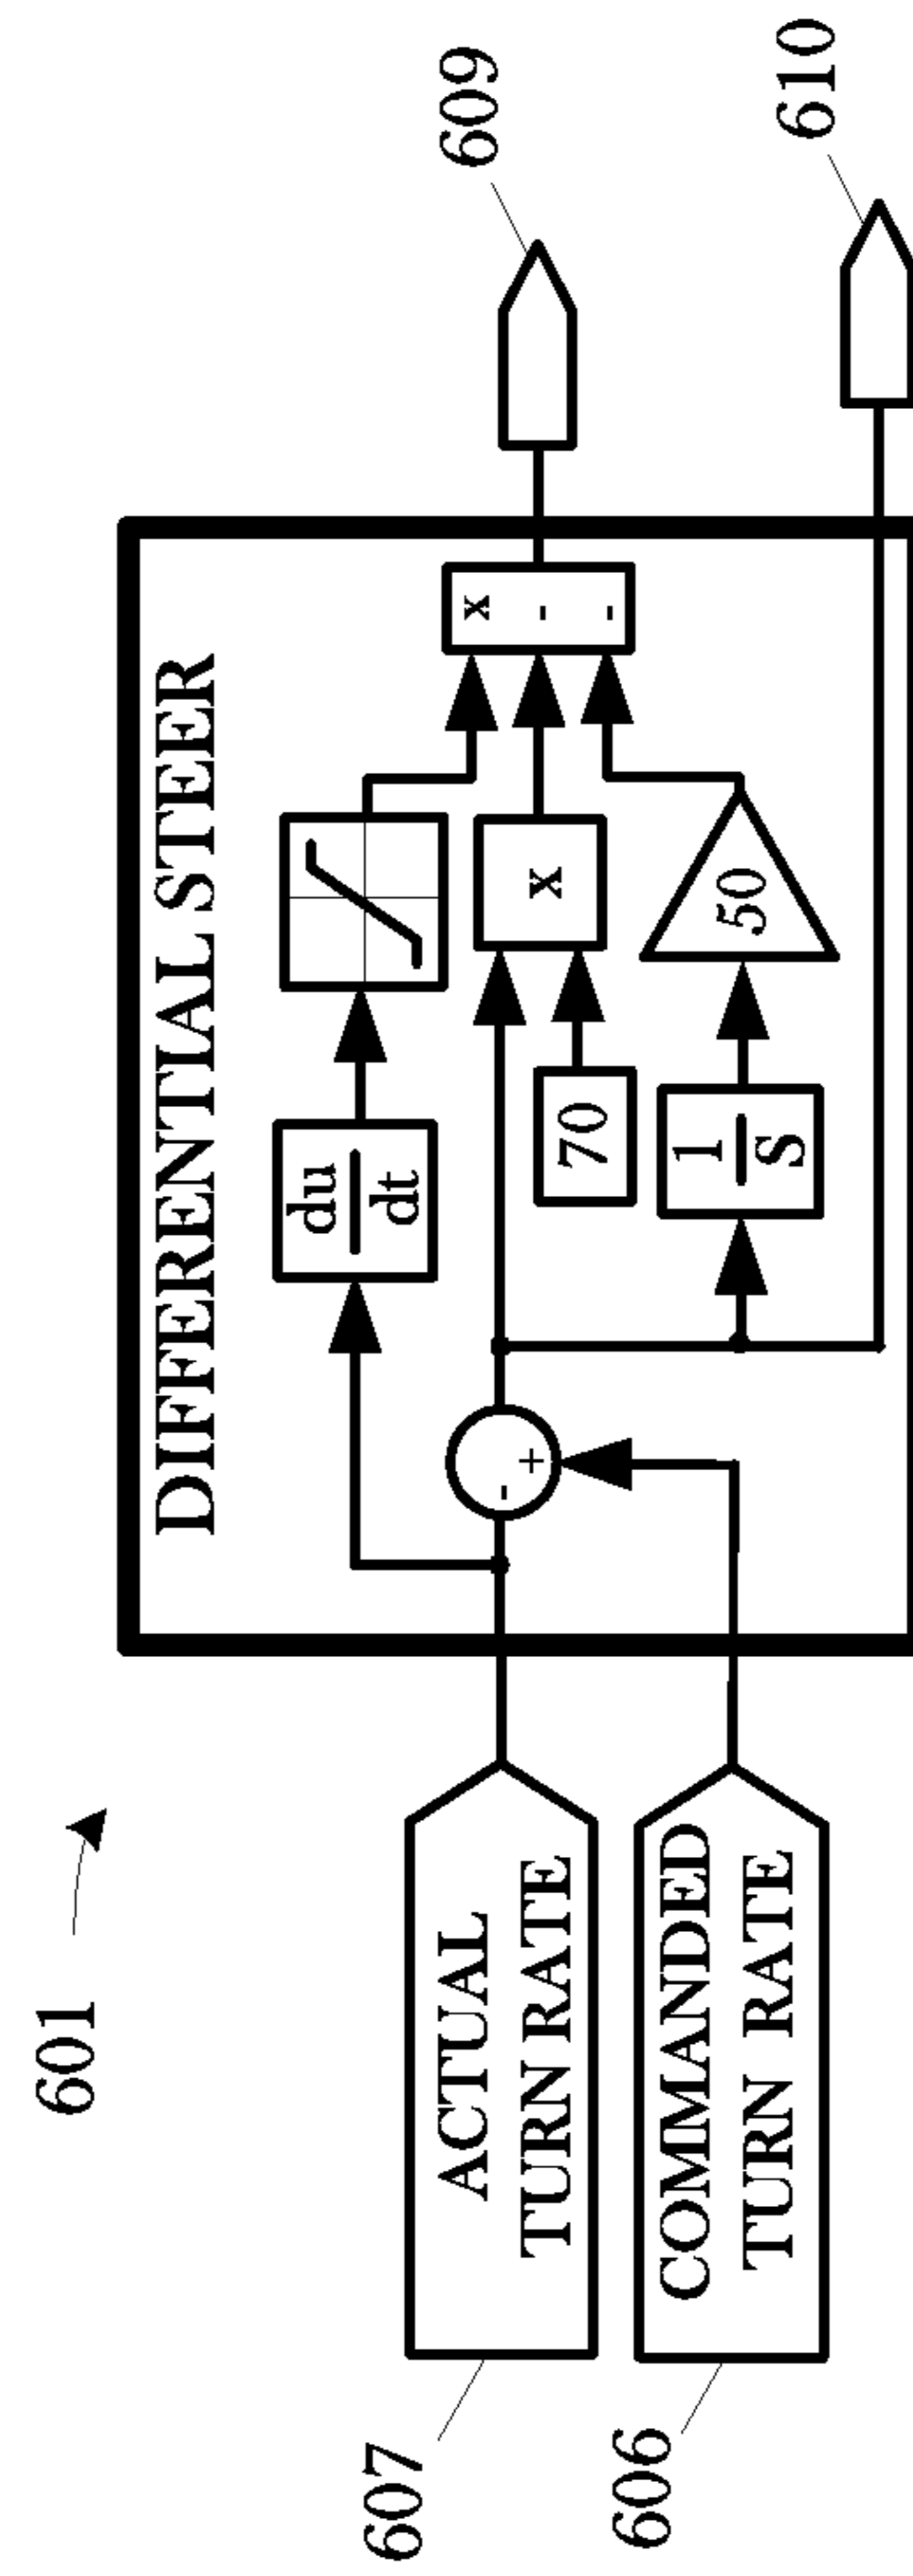 601
DIFFERENTIAL STEER
607
ACTUAL
TURN RATE
606
COMMANDED
TURN RATE
-
+
du
dt
x
70
1
S
50
x
-
-
609
610